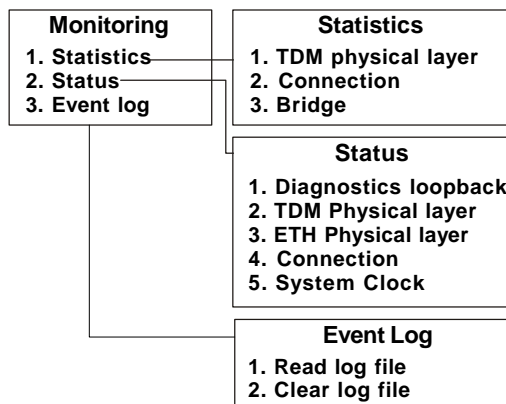 Monitoring
1. Statistics
2. Status
3. Event log
Statistics
1. TDM physical layer
2. Connection
3. Bridge
Status
1. Diagnostics loopback
2. TDM Physical layer
3. ETH Physical layer
4. Connection
5. System Clock
Event Log
1. Read log file
2. Clear log file